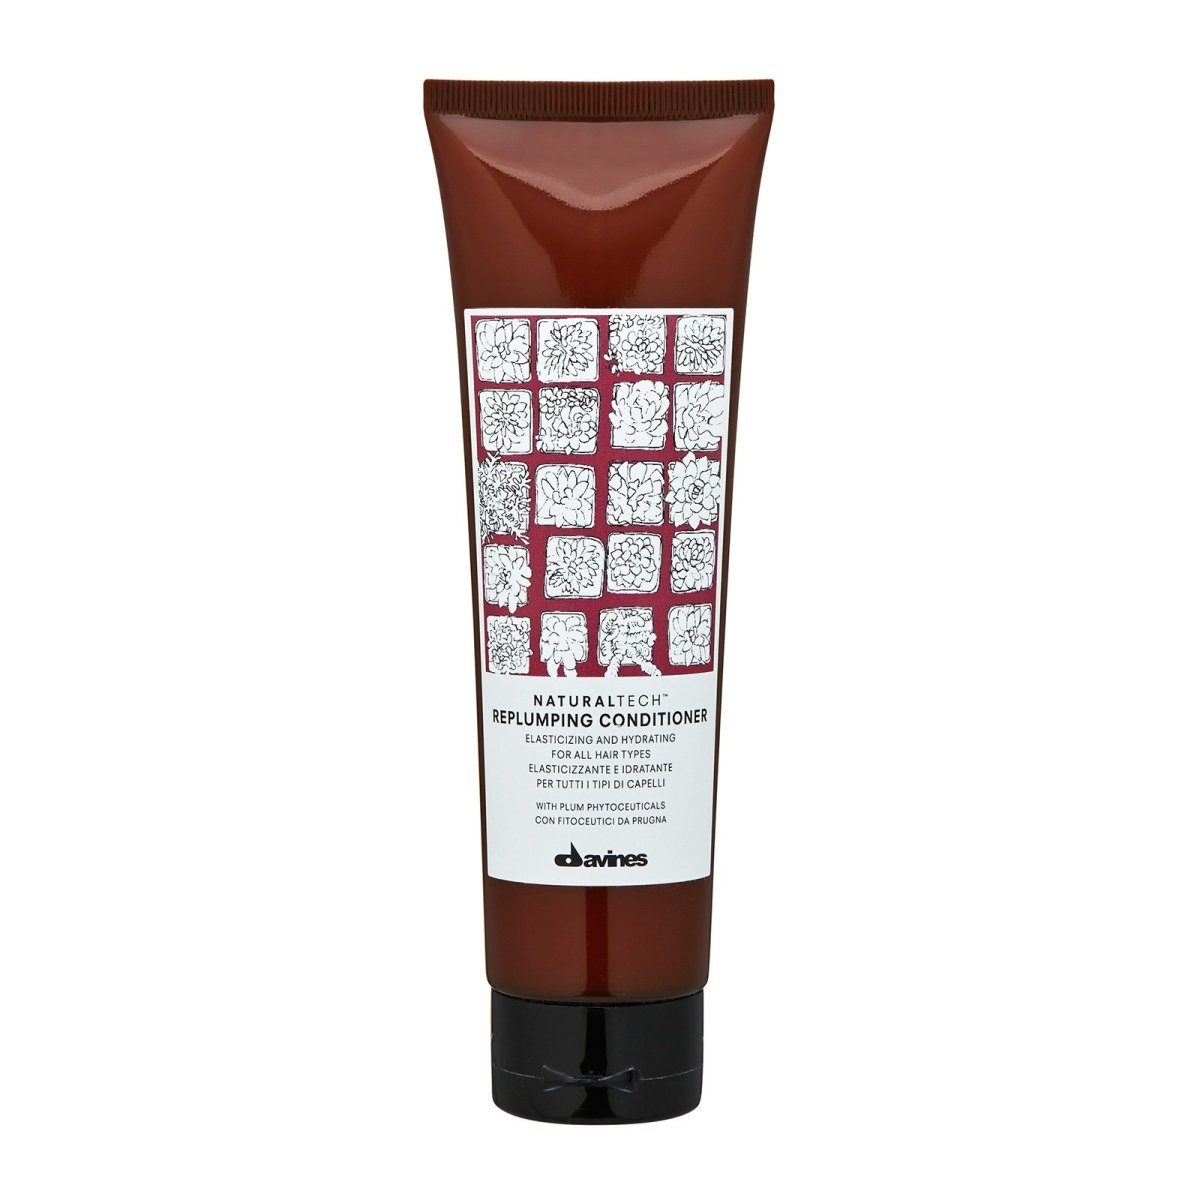 NATURALTECH™
REPLUMPING CONDITIONER
ELASTICIZING AND HYDRATING
FOR ALL HAIR TYPES
ELASTICIZZANTE E IDRATANTE
PER TUTTI I TIPI DI CAPELLI
WITH PLUM PHYTOCEUTICALS
CON FITOCEUTICI DA PRUGNA
davines